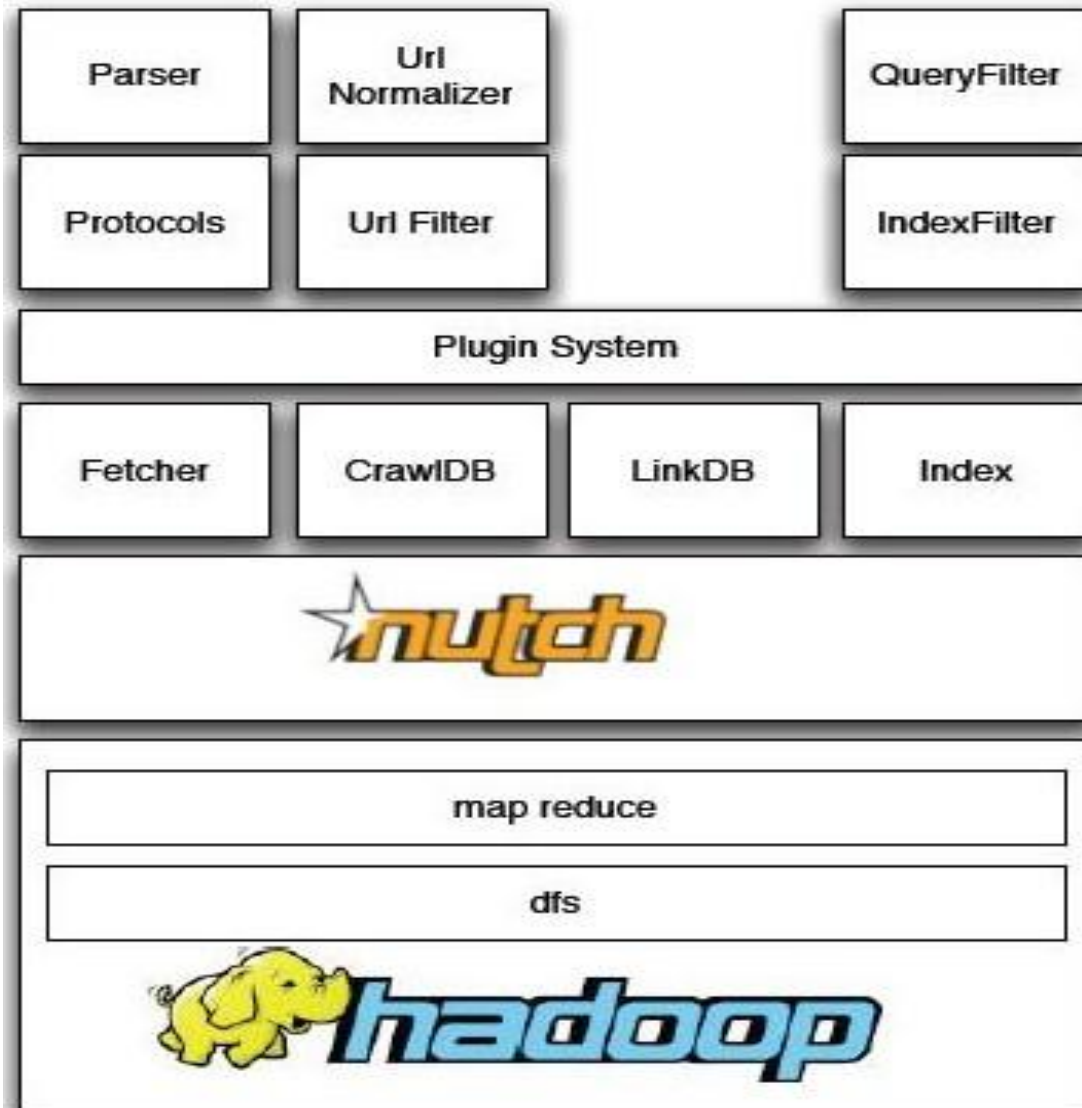 Parser
Url
Normalizer
QueryFilter
Protocols
Url Filter
IndexFilter
Plugin System
Fetcher
CrawlDB
LinkDB
Index
nutch
map reduce
dfs
hadoop